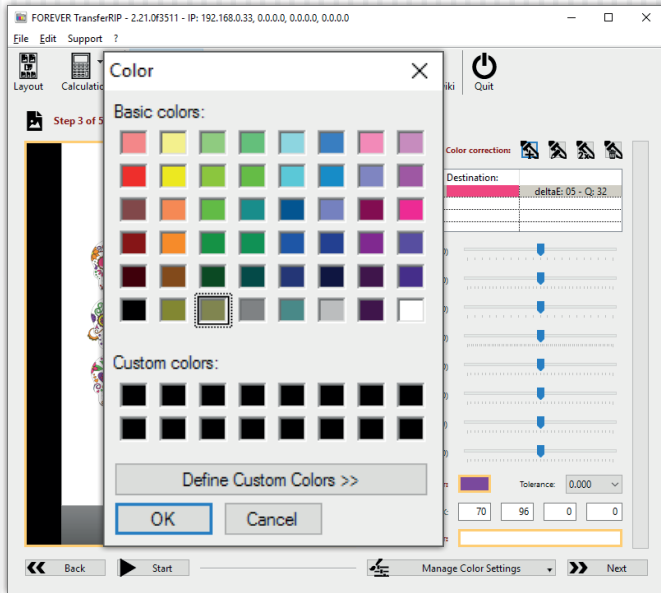 FOREVER TransferRIP - 2.21.0f3511 - IP: 192.168.0.33, 0.0.0.0, 0.0.0.0, 0.0.0.0
File Edit Support ?
Layout
Quit
Step 3 of 5
Color
Basic colors:
Custom colors:
Define Custom Colors >>
OK Cancel
Color correction:
Destination:
deltaE: 05 - Q: 32
Tolerance: 0.000
70 96 0 0
Back Start Manage Color Settings Next